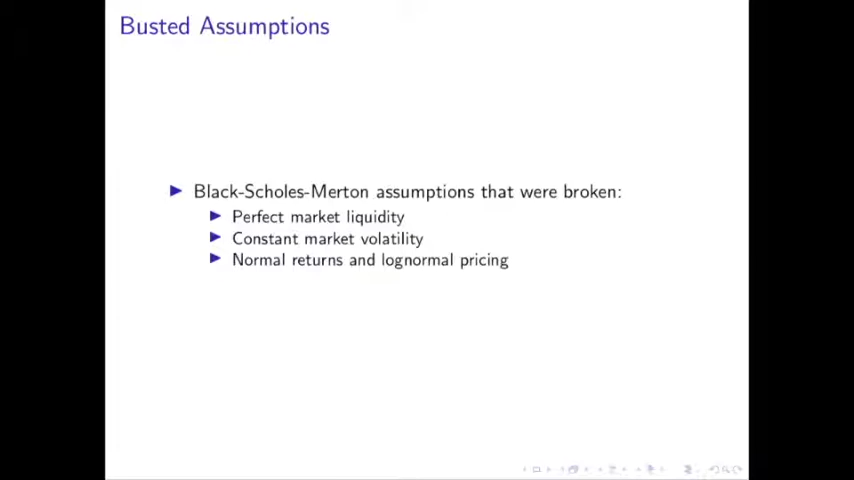 Busted Assumptions
Black-Scholes-Merton assumptions that were broken:
Perfect market liquidity
Constant market volatility
Normal returns and lognormal pricing